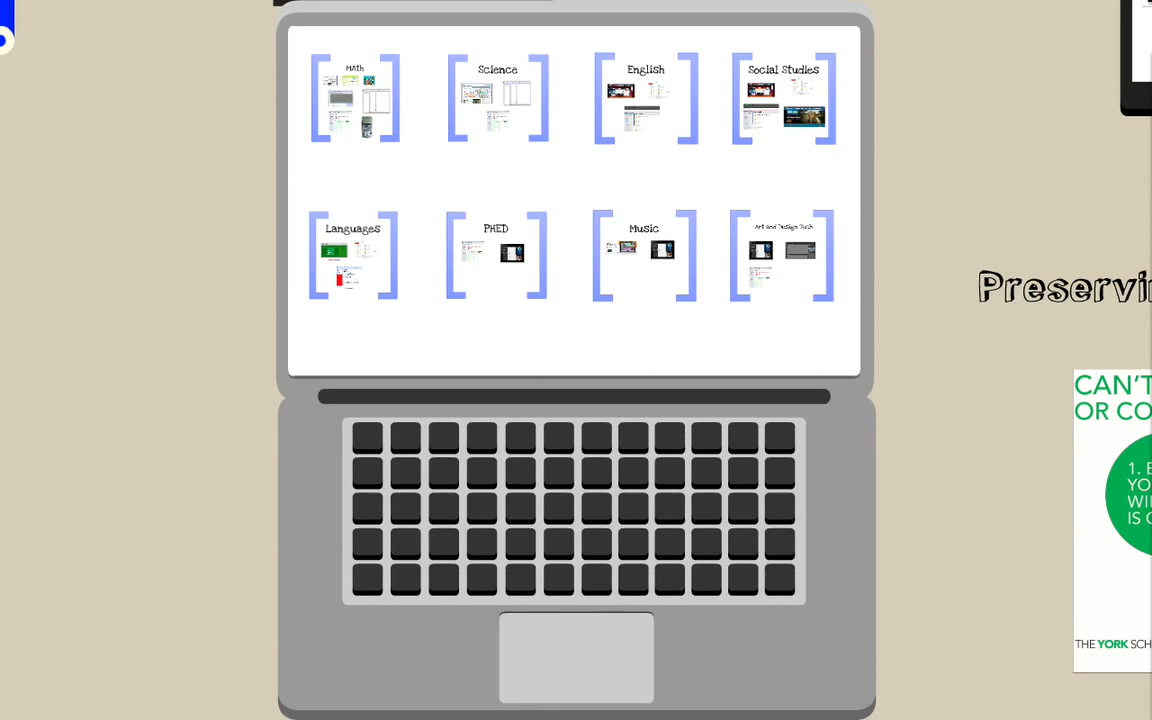 MAth
Science
English
Social Studies
Languages
PHED
Music
Art and Design Tech
Preservi
CAN'T
OR CO
1. E
YO
WI
IS O
THE YORK SCH